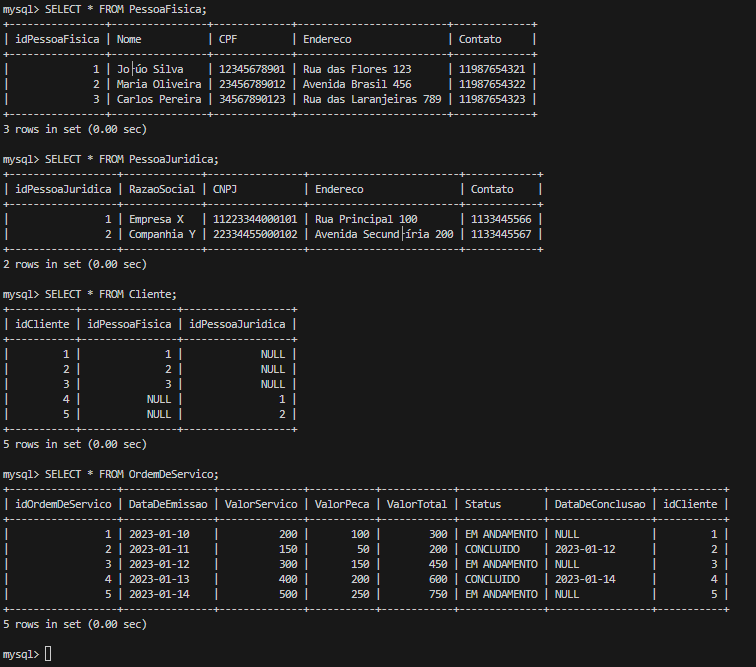 mysql> SELECT * FROM PessoaFisica;
+----------------+----------------+-------------+-------------------------+-------------+
| idPessoaFisica | Nome           | CPF         | Endereco                | Contato     |
+----------------+----------------+-------------+-------------------------+-------------+
|              1 | Jo├úo Silva    | 12345678901 | Rua das Flores 123      | 11987654321 |
|              2 | Maria Oliveira | 23456789012 | Avenida Brasil 456      | 11987654322 |
|              3 | Carlos Pereira | 34567890123 | Rua das Laranjeiras 789 | 11987654323 |
+----------------+----------------+-------------+-------------------------+-------------+
3 rows in set (0.00 sec)
mysql> SELECT * FROM PessoaJuridica;
+------------------+-------------+----------------+-------------------------+------------+
| idPessoaJuridica | RazaoSocial | CNPJ           | Endereco                | Contato    |
+------------------+-------------+----------------+-------------------------+------------+
|                1 | Empresa X   | 11223344000101 | Rua Principal 100       | 1133445566 |
|                2 | Companhia Y | 22334455000102 | Avenida Secund├íria 200 | 1133445567 |
+------------------+-------------+----------------+-------------------------+------------+
2 rows in set (0.00 sec)
mysql> SELECT * FROM Cliente;
+-----------+----------------+------------------+
| idCliente | idPessoaFisica | idPessoaJuridica |
+-----------+----------------+------------------+
|         1 |              1 |             NULL |
|         2 |              2 |             NULL |
|         3 |              3 |             NULL |
|         4 |           NULL |                1 |
|         5 |           NULL |                2 |
+-----------+----------------+------------------+
5 rows in set (0.00 sec)
mysql> SELECT * FROM OrdemDeServico;
+------------------+---------------+--------------+-----------+------------+--------------+-----------------+-----------+
| idOrdemDeServico | DataDeEmissao | ValorServico | ValorPeca | ValorTotal | Status       | DataDeConclusao | idCliente |
+------------------+---------------+--------------+-----------+------------+--------------+-----------------+-----------+
|                1 | 2023-01-10    |          200 |       100 |        300 | EM ANDAMENTO | NULL            |         1 |
|                2 | 2023-01-11    |          150 |        50 |        200 | CONCLUIDO    | 2023-01-12      |         2 |
|                3 | 2023-01-12    |          300 |       150 |        450 | EM ANDAMENTO | NULL            |         3 |
|                4 | 2023-01-13    |          400 |       200 |        600 | CONCLUIDO    | 2023-01-14      |         4 |
|                5 | 2023-01-14    |          500 |       250 |        750 | EM ANDAMENTO | NULL            |         5 |
+------------------+---------------+--------------+-----------+------------+--------------+-----------------+-----------+
5 rows in set (0.00 sec)
mysql>